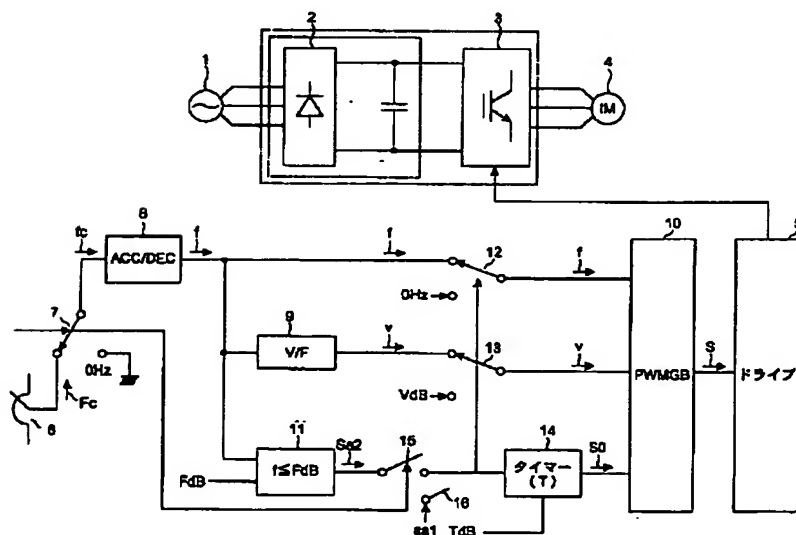 2
3
1
4
IM
8
10
fc
ACC/DEC
f
f
12
f
7
0Hz
9
V/F
v
13
v
S
0Hz
VdB
PWMGB
ドライブ
Fc
6
11
Sa2
15
14
S0
f≦FdB
タイマー
(T)
FdB
16
sa1
TdB